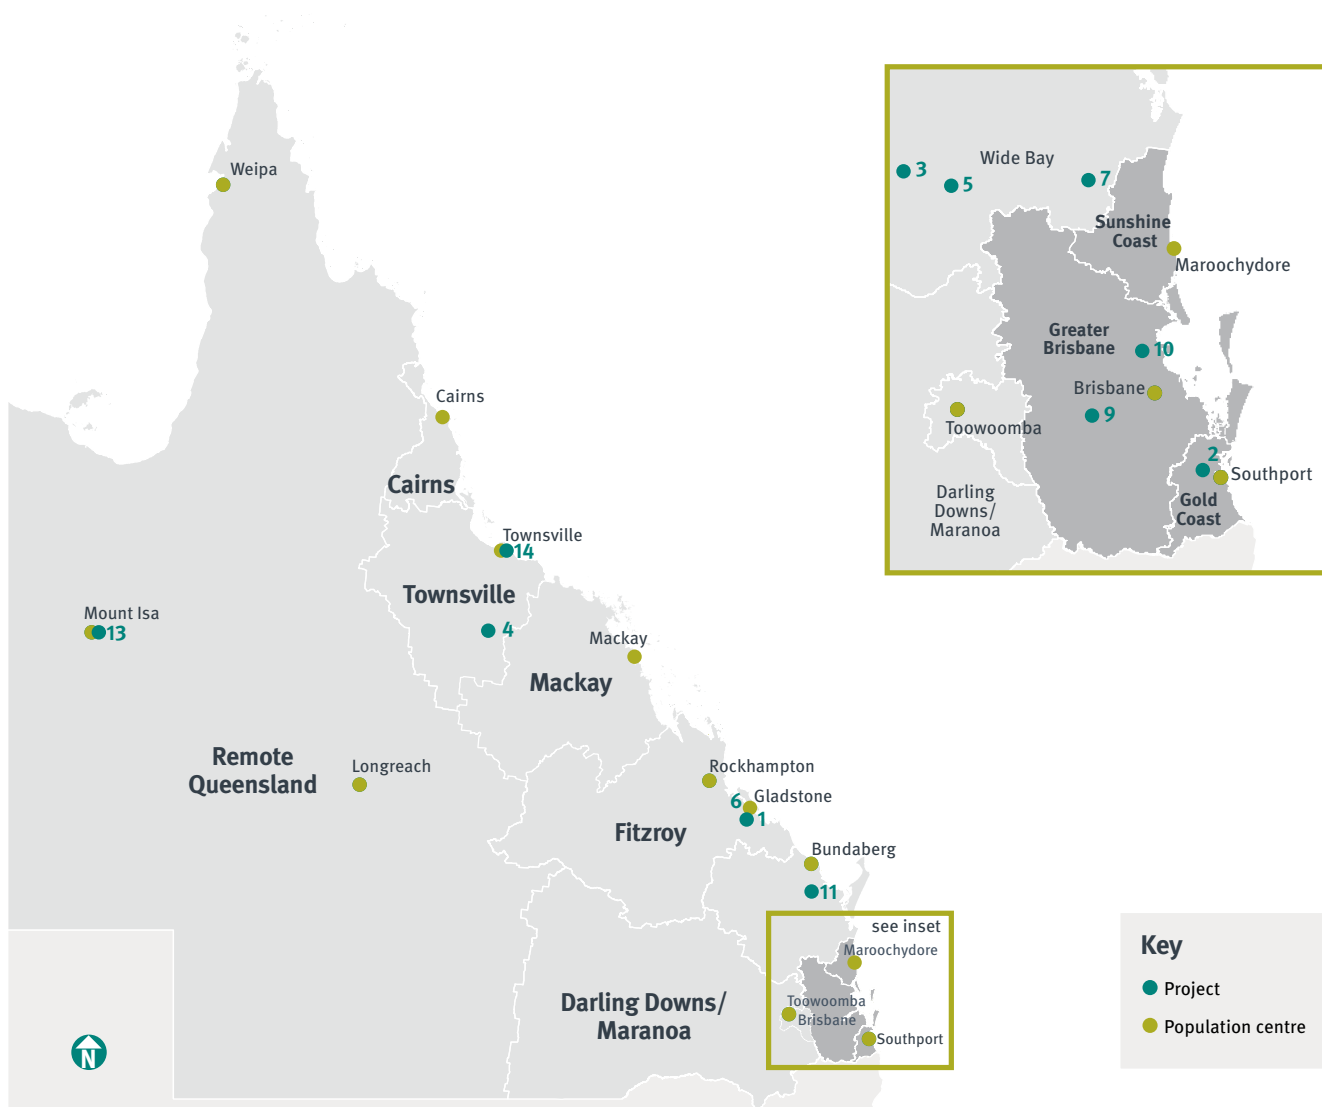 Weipa
Cairns
Cairns
Townsville
14
Townsville
4
Mount Isa
13
Mackay
Mackay
Remote
Queensland
Longreach
Rockhampton
6
Gladstone
1
Fitzroy
Bundaberg
11
see inset
Maroochydore
Toowoomba
Brisbane
Southport
Darling Downs/
Maranoa
N
Wide Bay
3
5
7
Sunshine
Coast
Maroochydore
Greater
Brisbane
10
Brisbane
9
Toowoomba
2
Southport
Gold
Coast
Darling
Downs/
Maranoa
Key
Project
Population centre